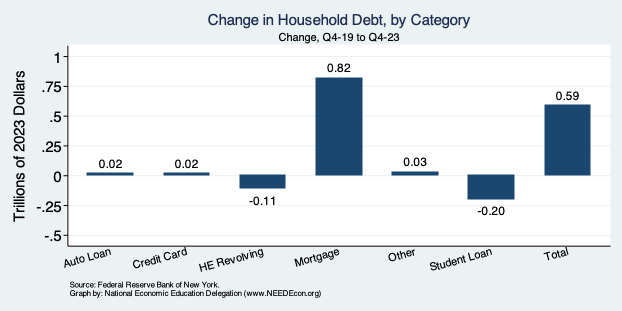 Change in Household Debt, by Category
Change, Q4-19 to Q4-23
Trillions of 2023 Dollars
1
.75
.5
.25
0
-.25
-.5
0.02
0.02
-0.11
0.82
0.03
-0.20
0.59
Auto Loan
Credit Card
HE Revolving
Mortgage
Other
Student Loan
Total
Source: Federal Reserve Bank of New York.
Graph by: National Economic Education Delegation (www.NEEDEcon.org)